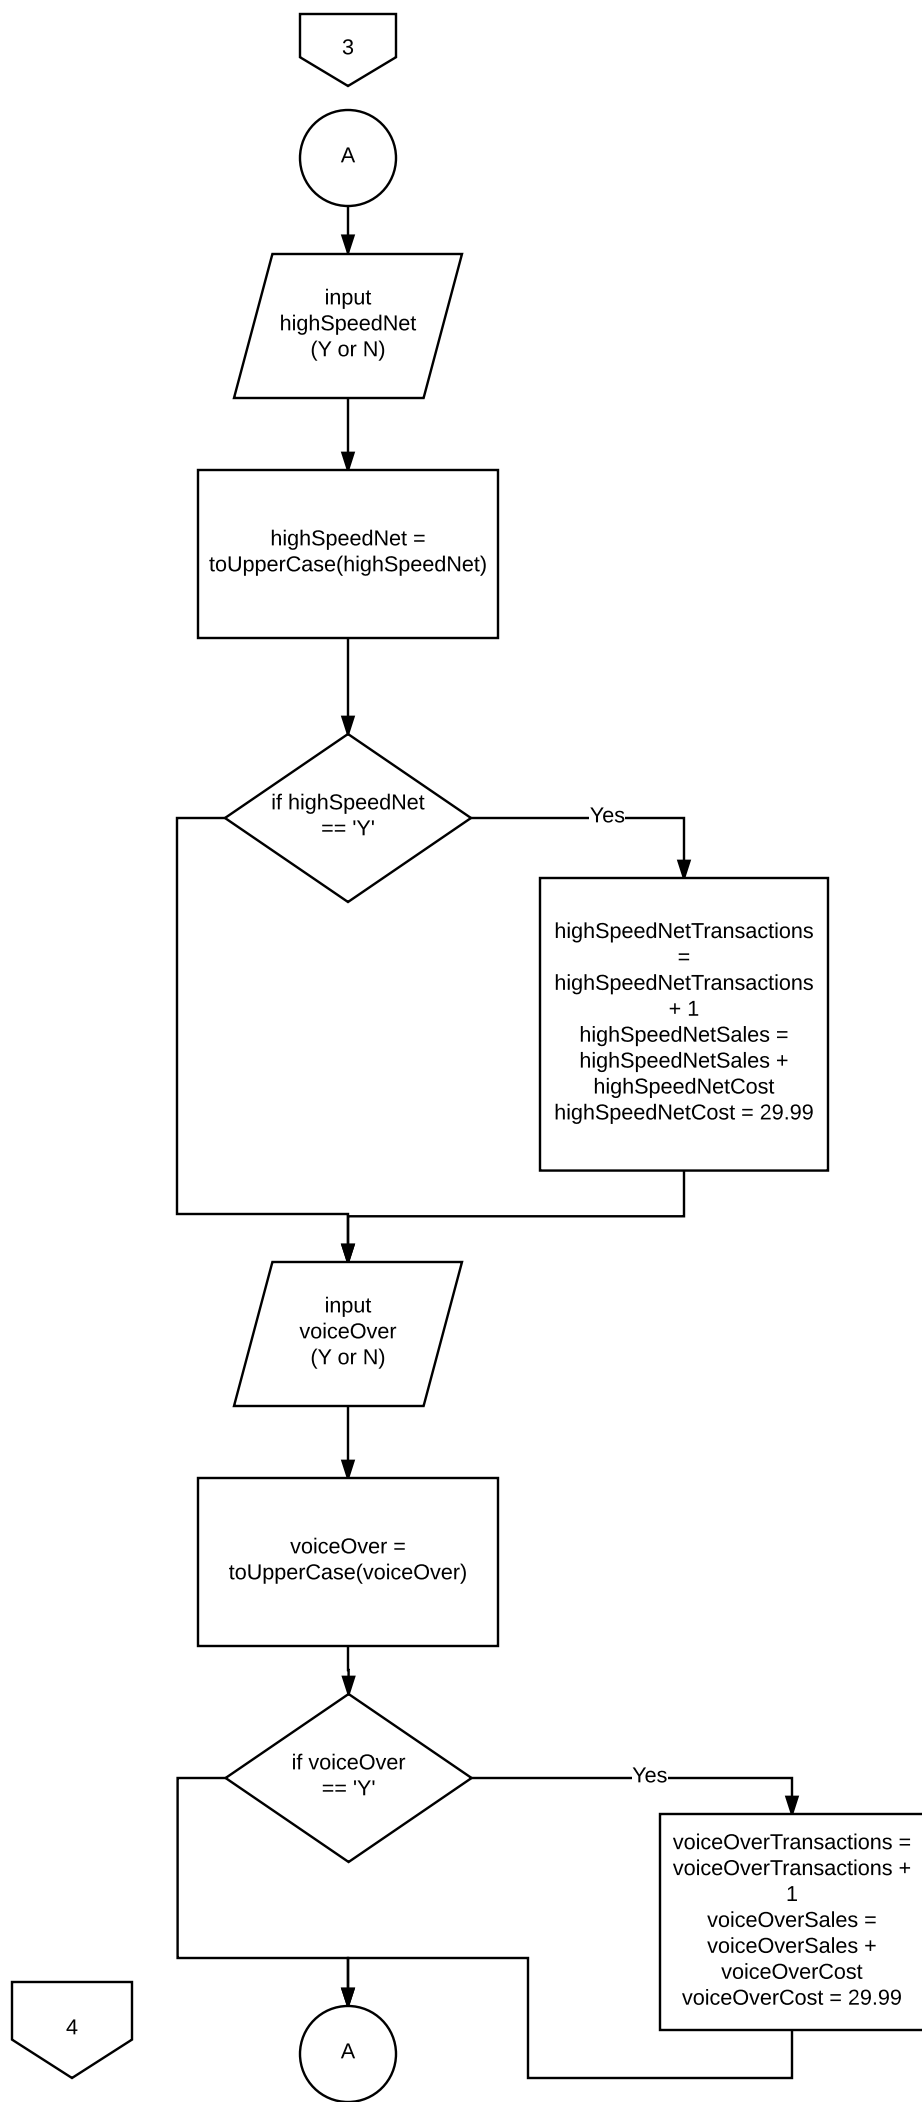 3
A
input
highSpeedNet
(Y or N)
highSpeedNet =
toUpperCase(highSpeedNet)
if highSpeedNet
== 'Y'
Yes
highSpeedNetTransactions
=
highSpeedNetTransactions
+ 1
highSpeedNetSales =
highSpeedNetSales +
highSpeedNetCost
highSpeedNetCost = 29.99
input
voiceOver
(Y or N)
voiceOver =
toUpperCase(voiceOver)
if voiceOver
== 'Y'
Yes
voiceOverTransactions =
voiceOverTransactions +
1
voiceOverSales =
voiceOverSales +
voiceOverCost
voiceOverCost = 29.99
4
A